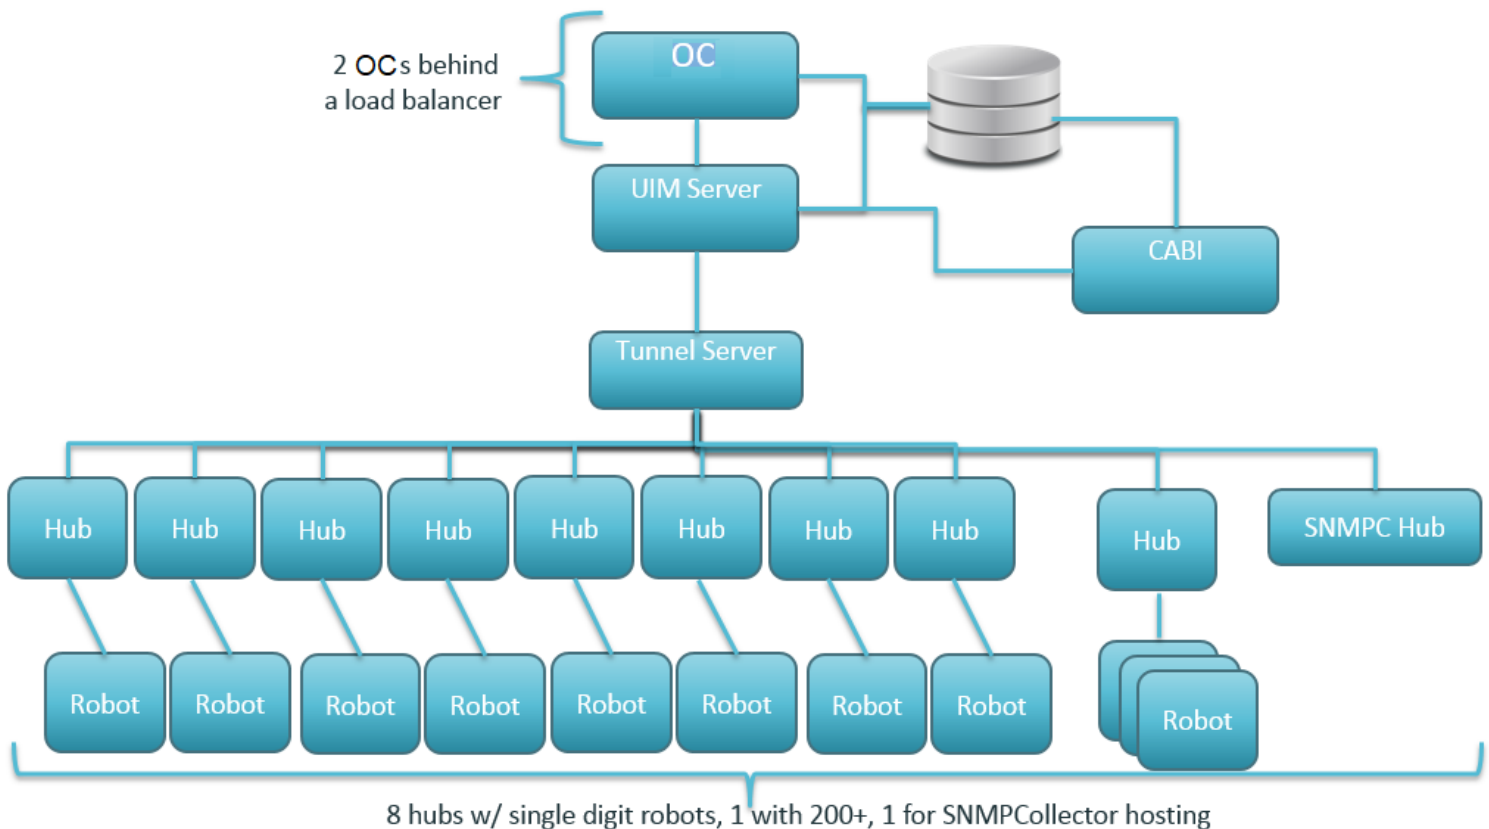 OC
2 OCs behind
a load balancer
UIM Server
CABI
Tunnel Server
Hub
Hub
Hub
Hub
Hub
Hub
Hub
Hub
Hub
SNMPC Hub
Robot
Robot
Robot
Robot
Robot
Robot
Robot
Robot
Robot
8 hubs w/ single digit robots, 1 with 200+, 1 for SNMPCollector hosting